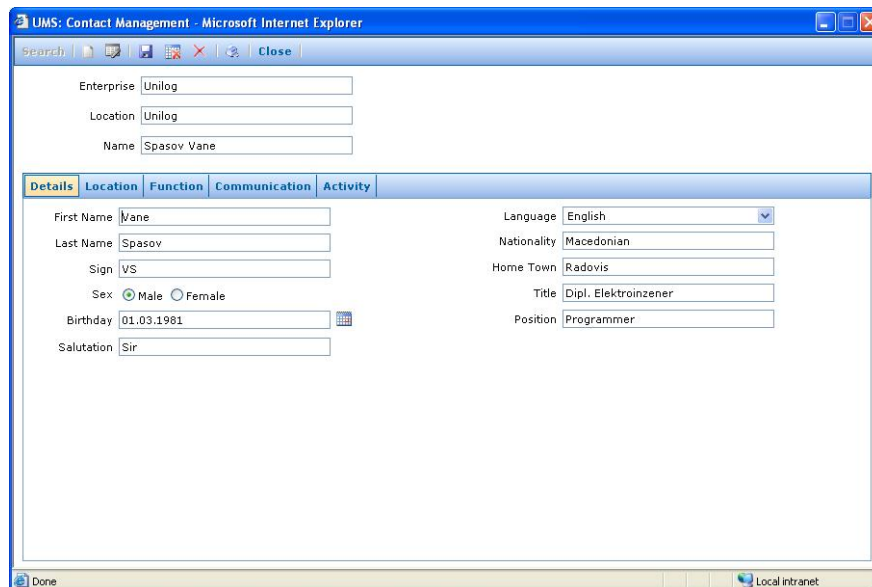 UMS: Contact Management - Microsoft Internet Explorer
Search Close
Enterprise Unilog
Location Unilog
Name Spasov Vane
Details Location Function Communication Activity
First Name Vane
Last Name Spasov
Sign VS
Sex Male Female
Birthday 01.03.1981
Salutation Sir
Language English
Nationality Macedonian
Home Town Radovis
Title Dipl. Elektroinzener
Position Programmer
Done Local intranet